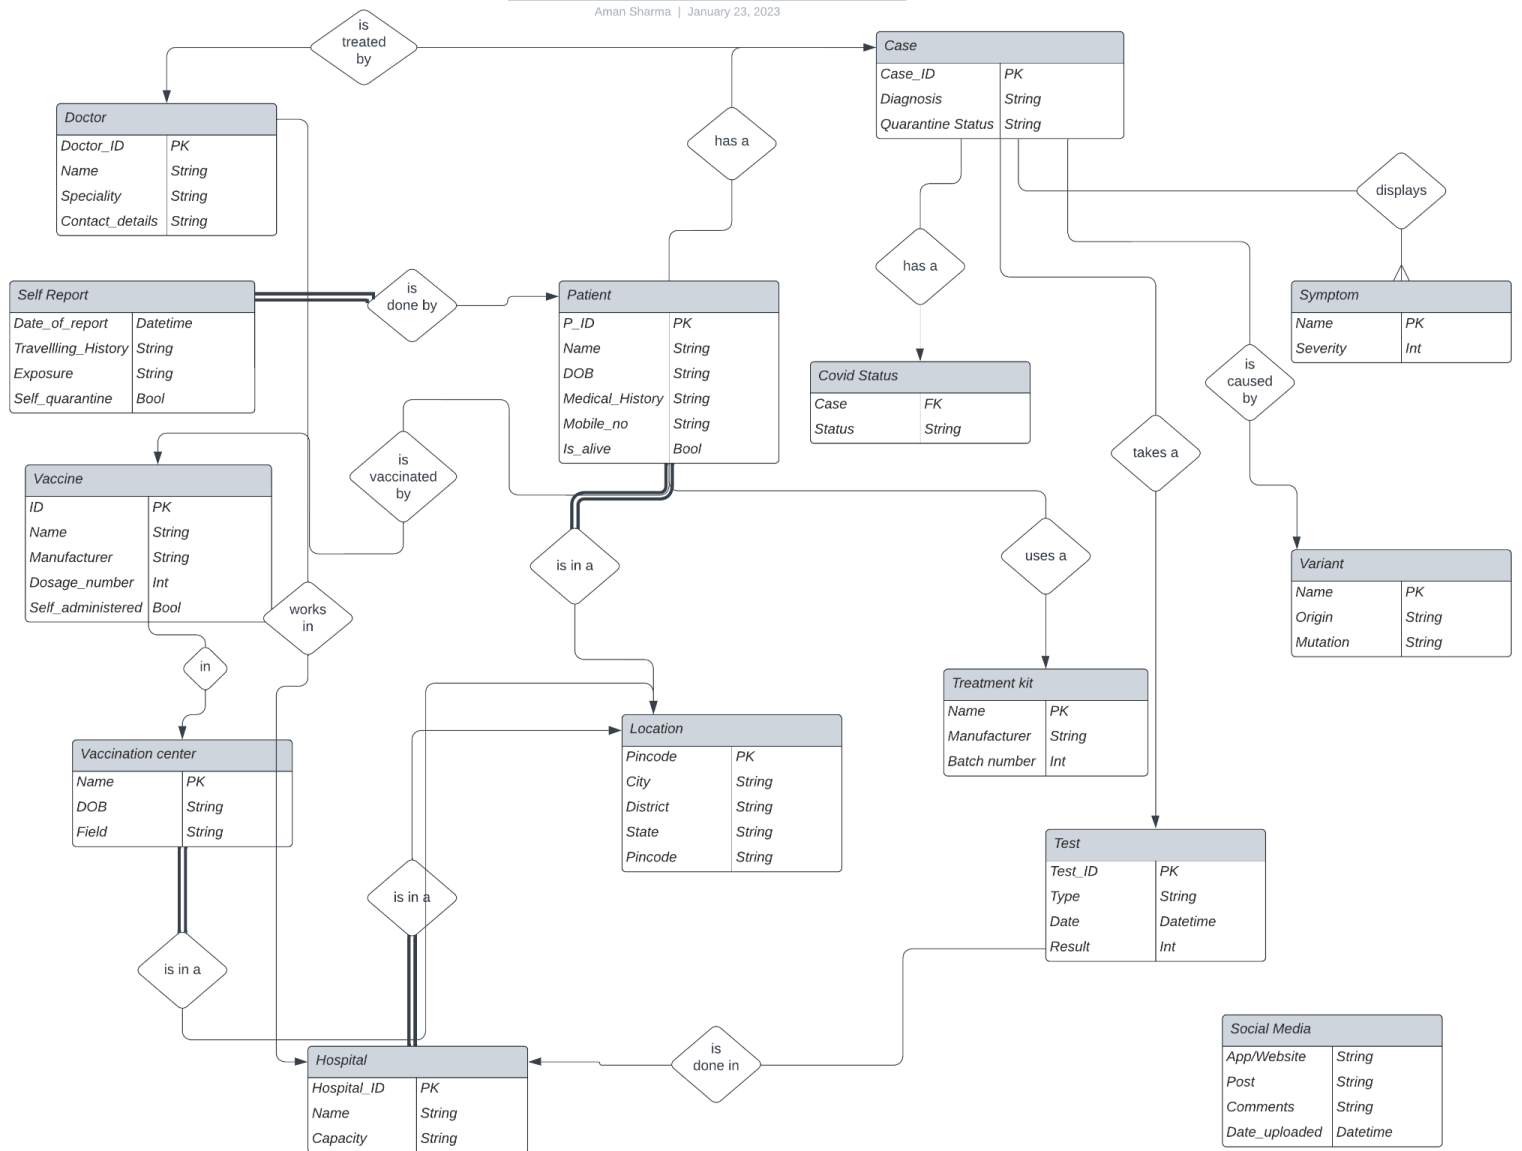 Aman Sharma | January 23, 2023
is
treated
by
Case
Case_ID PK
Diagnosis String
Quarantine Status String
Doctor
Doctor_ID PK
Name String
Speciality String
Contact_details String
has a
displays
has a
Self Report
Date_of_report Datetime
Travellling_History String
Exposure String
Self_quarantine Bool
is
done by
Patient
P_ID PK
Name String
DOB String
Medical_History String
Mobile_no String
Is_alive Bool
Symptom
Name PK
Severity Int
Covid Status
Case FK
Status String
is
caused
by
takes a
is
vaccinated
by
Vaccine
ID PK
Name String
Manufacturer String
Dosage_number Int
Self_administered Bool
is in a
uses a
Variant
Name PK
Origin String
Mutation String
works
in
in
Treatment kit
Name PK
Manufacturer String
Batch number Int
Location
Pincode PK
City String
District String
State String
Pincode String
Vaccination center
Name PK
DOB String
Field String
Test
Test_ID PK
Type String
Date Datetime
Result Int
is in a
is in a
Hospital
Hospital_ID PK
Name String
Capacity String
is
done in
Social Media
App/Website String
Post String
Comments String
Date_uploaded Datetime